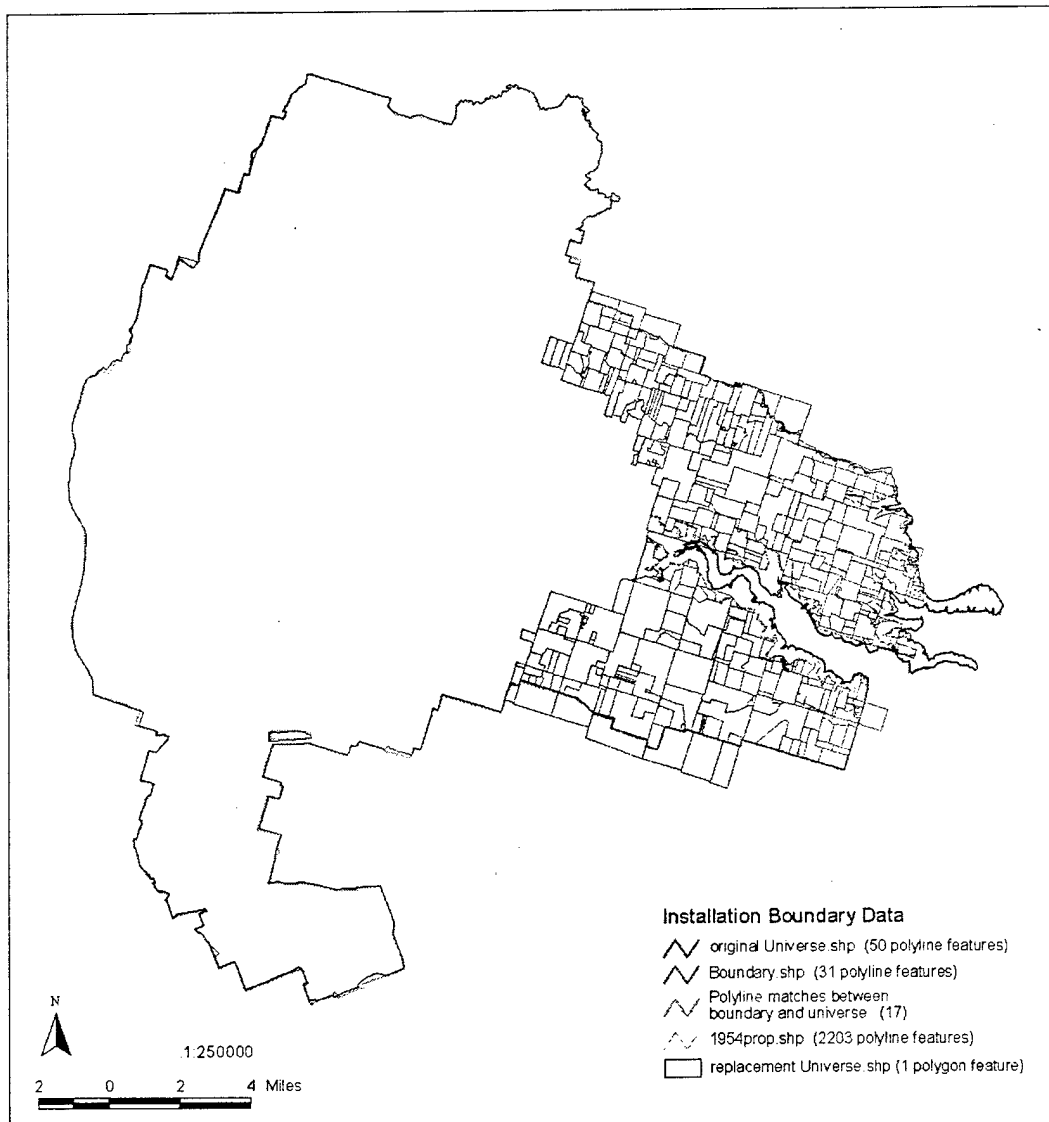 Installation Boundary Data
original Universe.shp (50 polyline features)
Boundary.shp (31 polyline features)
Polyline matches between
boundary and universe (17)
1954prop.shp (2203 polyline features)
replacement Universe.shp (1 polygon feature)
N
1:250000
2 0 2 4 Miles